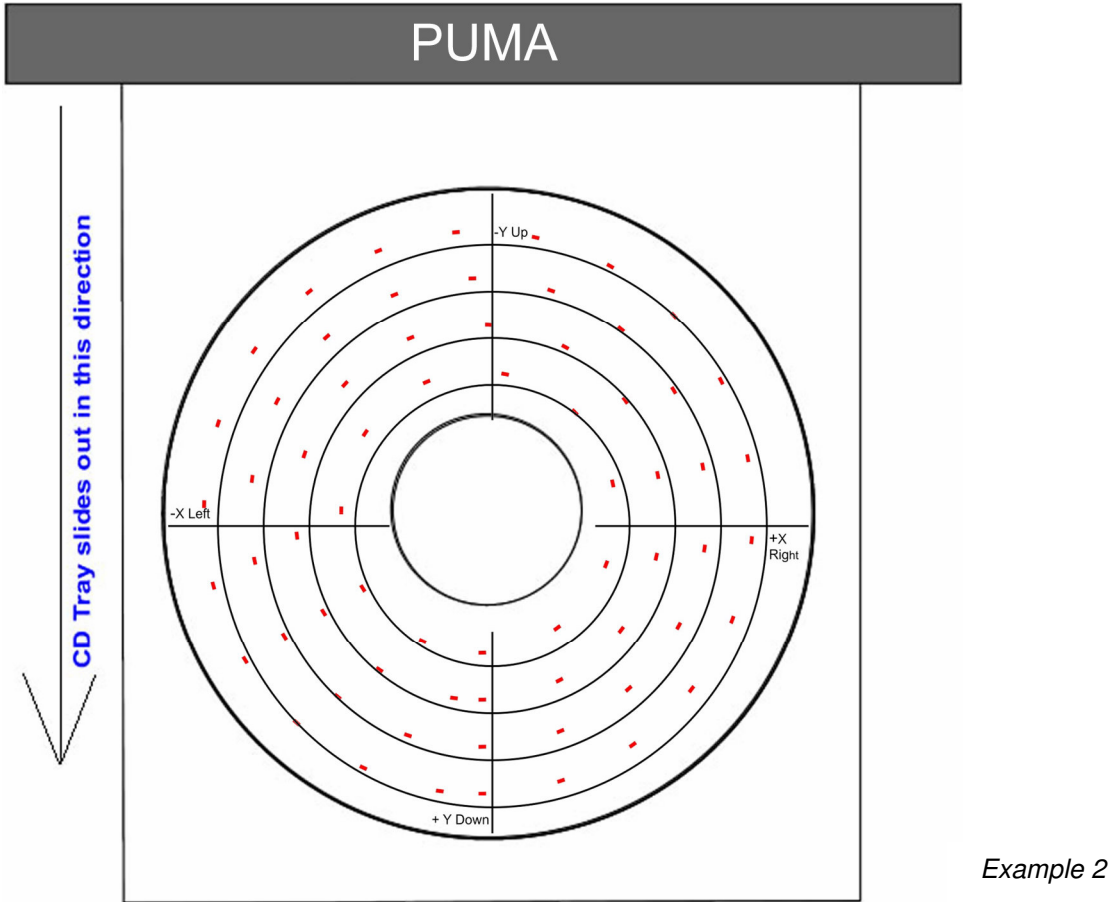 PUMA
CD Tray slides out in this direction
-Y Up
-X Left
+X
Right
+ Y Down
Example 2